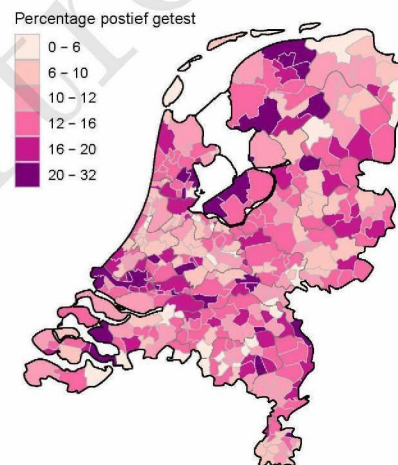 Percentage postief getest
0 – 6
6 – 10
10 – 12
12 – 16
16 – 20
20 – 32